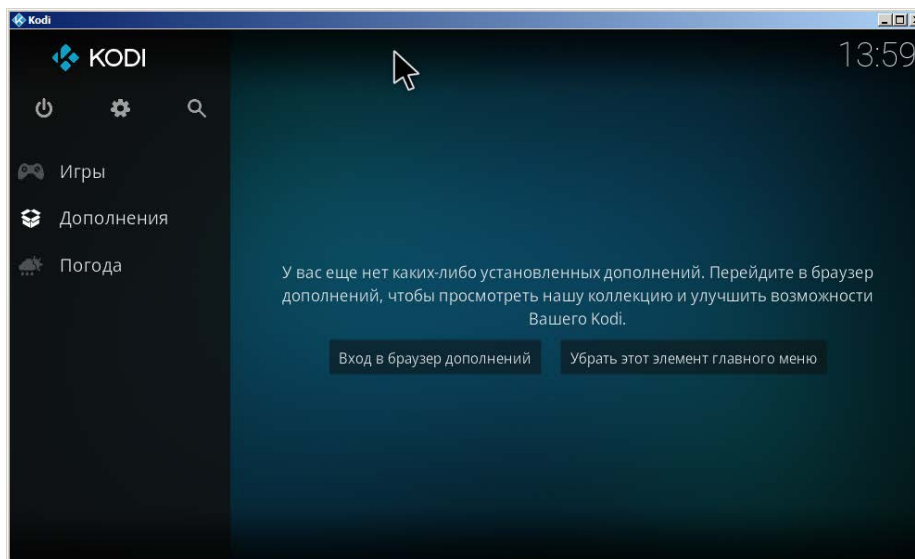 Kodi
KODI
13:59
Игры
Дополнения
Погода
У вас еще нет каких-либо установленных дополнений. Перейдите в браузер
дополнений, чтобы просмотреть нашу коллекцию и улучшить возможности
Вашего Kodi.
Вход в браузер дополнений
Убрать этот элемент главного меню